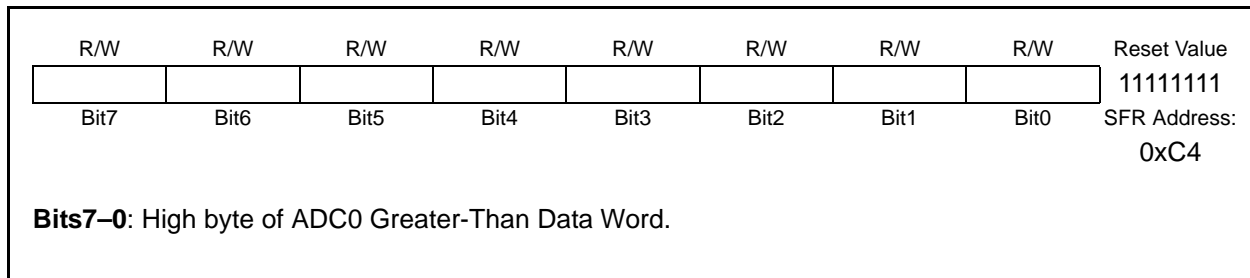 R/W R/W R/W R/W R/W R/W R/W R/W Reset Value
11111111
Bit7 Bit6 Bit5 Bit4 Bit3 Bit2 Bit1 Bit0 SFR Address:
0xC4
Bits7–0: High byte of ADC0 Greater-Than Data Word.